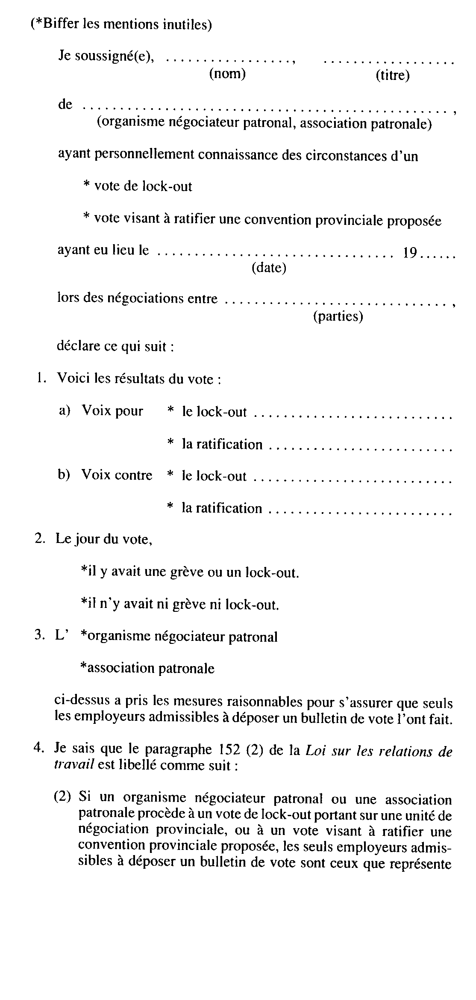 (*Biffer les mentions inutiles)
Je soussigné(e), ................., ..................
(nom) (titre)
de ..................................................,
(organisme négociateur patronal, association patronale)
ayant personnellement connaissance des circonstances d'un
* vote de lock-out
* vote visant à ratifier une convention provinciale proposée
ayant eu lieu le ................................ 19......
(date)
lors des négociations entre ...............................,
(parties)
déclare ce qui suit :
1. Voici les résultats du vote :
a) Voix pour * le lock-out ...........................
* la ratification .........................
b) Voix contre * le lock-out ...........................
* la ratification .........................
2. Le jour du vote,
*il y avait une grève ou un lock-out.
*il n'y avait ni grève ni lock-out.
3. L' *organisme négociateur patronal
*association patronale
ci-dessus a pris les mesures raisonnables pour s'assurer que seuls
les employeurs admissibles à déposer un bulletin de vote l'ont fait.
4. Je sais que le paragraphe 152 (2) de la Loi sur les relations de
travail est libellé comme suit :
(2) Si un organisme négociateur patronal ou une association
patronale procède à un vote de lock-out portant sur une unité de
négociation provinciale, ou à un vote visant à ratifier une
convention provinciale proposée, les seuls employeurs admis-
sibles à déposer un bulletin de vote sont ceux que représente